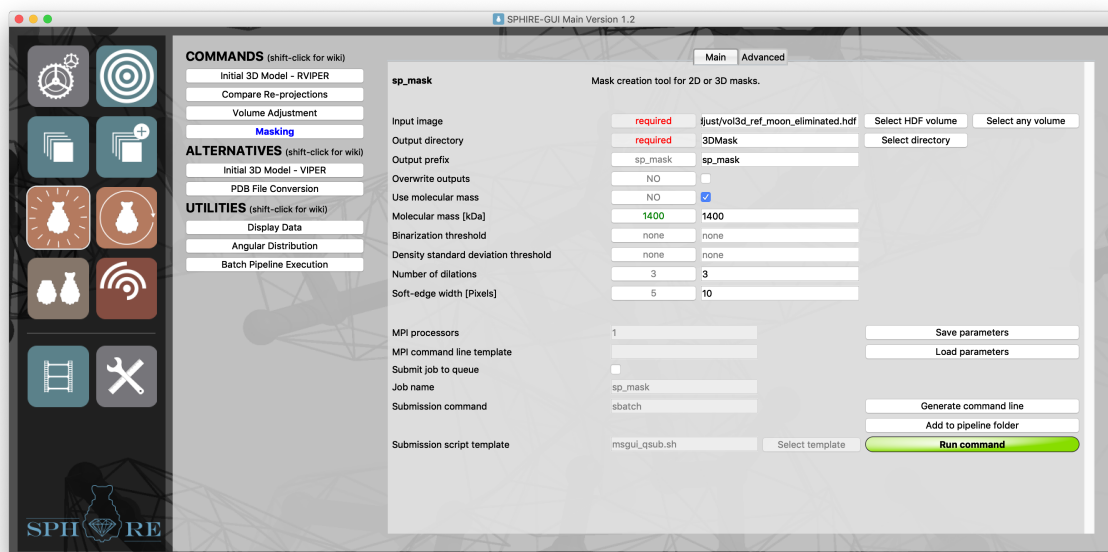 SPHIRE-GUI Main Version 1.2
COMMANDS (shift-click for wiki)
Initial 3D Model - RVIPER
Compare Re-projections
Volume Adjustment
Masking
ALTERNATIVES (shift-click for wiki)
Initial 3D Model - VIPER
PDB File Conversion
UTILITIES (shift-click for wiki)
Display Data
Angular Distribution
Batch Pipeline Execution
SPHIRE
Main Advanced
sp_mask Mask creation tool for 2D or 3D masks.
Input image required ljust/vol3d_ref_moon_eliminated.hdf Select HDF volume Select any volume
Output directory required 3DMask Select directory
Output prefix sp_mask sp_mask
Overwrite outputs NO
Use molecular mass NO
Molecular mass [kDa] 1400 1400
Binarization threshold none none
Density standard deviation threshold none none
Number of dilations 3 3
Soft-edge width [Pixels] 5 10
MPI processors 1 Save parameters
MPI command line template Load parameters
Submit job to queue
Job name sp_mask
Submission command sbatch Generate command line
Add to pipeline folder
Submission script template msgui_qsub.sh Select template Run command